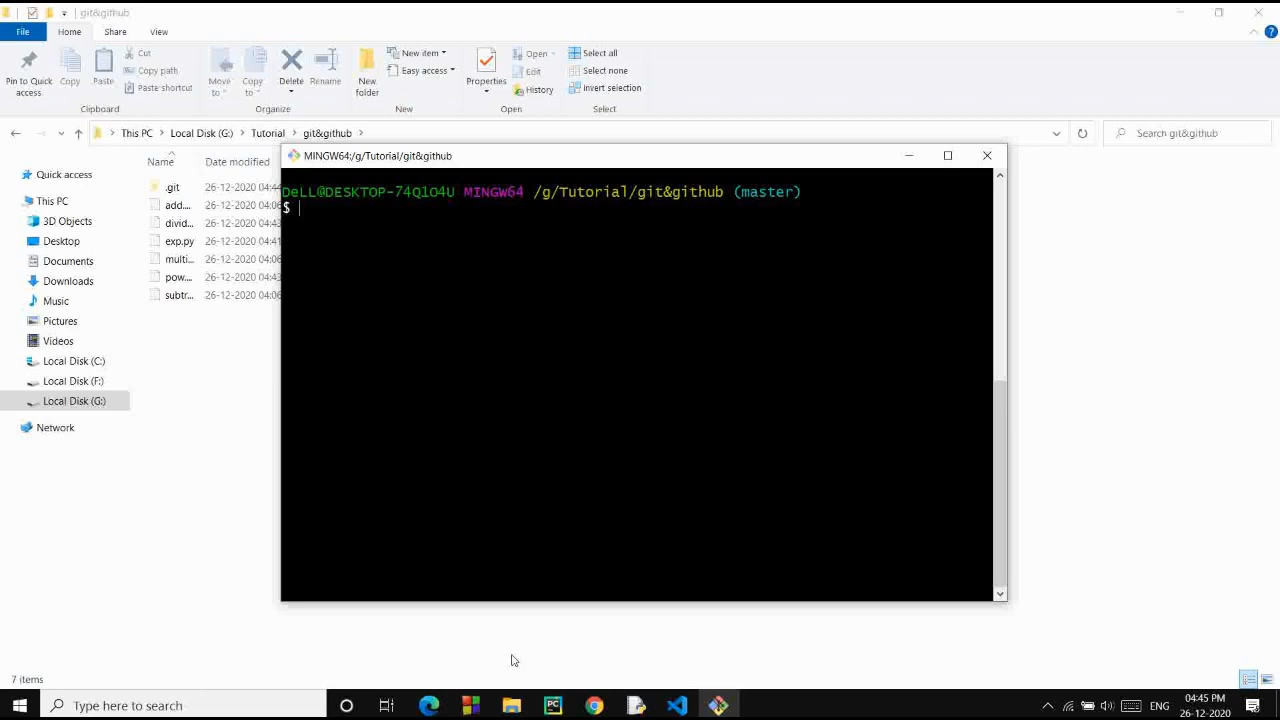 git&github
File Home Share View
Pin to Quick access
Copy
Paste
Cut
Copy path
Paste shortcut
Clipboard
Move to
Copy to
Delete
Rename
Organize
New folder
New item
Easy access
New
Properties
Open
Edit
History
Open
Select all
Select none
Invert selection
Select
This PC > Local Disk (G:) > Tutorial > git&github >
Search git&github
Name Date modified
Quick access
This PC
3D Objects
Desktop
Documents
Downloads
Music
Pictures
Videos
Local Disk (C:)
Local Disk (F:)
Local Disk (G:)
Network
.git 26-12-2020 04:44
add.... 26-12-2020 04:06
divid... 26-12-2020 04:43
exp.py 26-12-2020 04:41
multi... 26-12-2020 04:06
pow.... 26-12-2020 04:43
subtr... 26-12-2020 04:06
MINGW64:/g/Tutorial/git&github
DeLL@DESKTOP-74Q1O4U MINGW64 /g/Tutorial/git&github (master)
$
7 items
Type here to search
PC
ENG
04:45 PM
26-12-2020